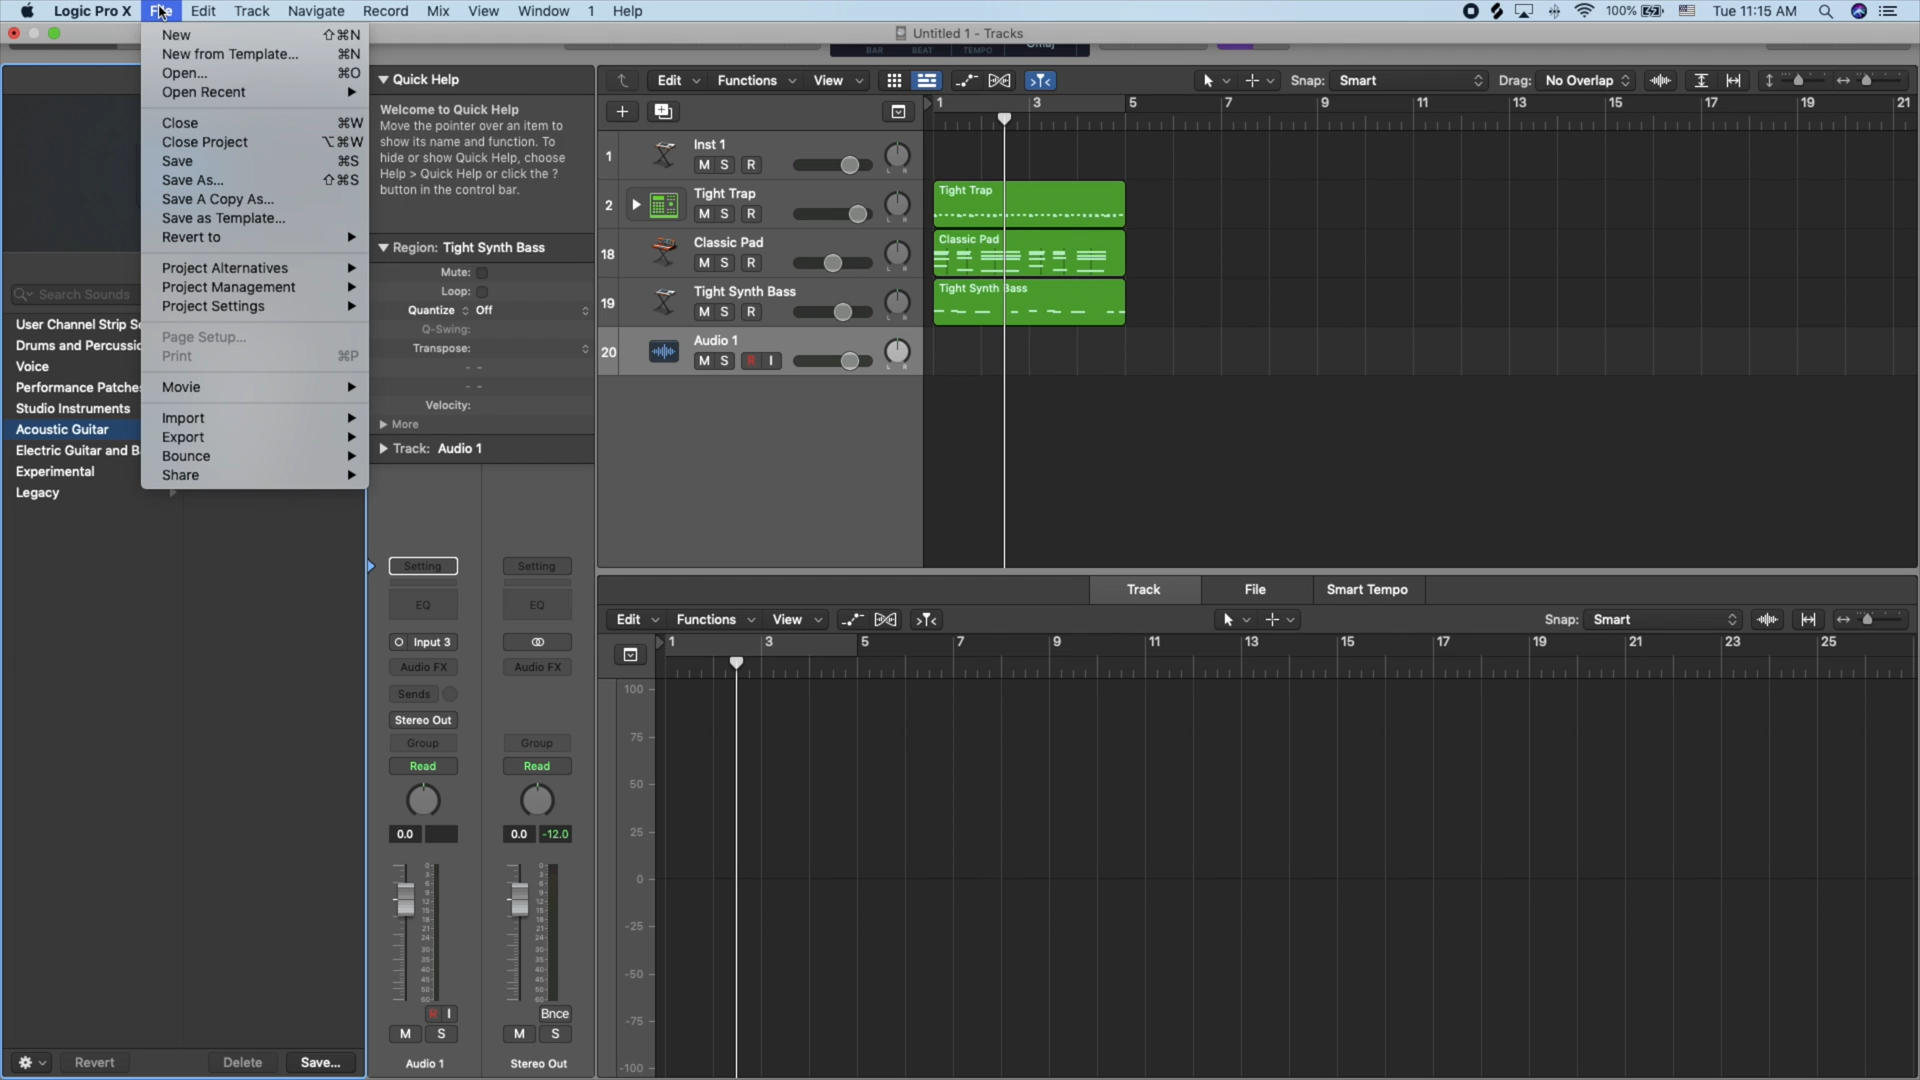 Logic Pro X File Edit Track Navigate Record Mix View Window 1 Help 100% Tue 11:15 AM
Untitled 1 - Tracks
BAR BEAT TEMPO Cmaj
New ⇧⌘N
New from Template... ⌘N
Open... ⌘O
Open Recent
Close ⌘W
Close Project ⌥⌘W
Save ⌘S
Save As... ⇧⌘S
Save A Copy As...
Save as Template...
Revert to
Project Alternatives
Project Management
Project Settings
Page Setup...
Print ⌘P
Movie
Import
Export
Bounce
Share
Search Sounds
User Channel Strip Se
Drums and Percussio
Voice
Performance Patches
Studio Instruments
Acoustic Guitar
Electric Guitar and B
Experimental
Legacy
Revert Delete Save...
Quick Help
Welcome to Quick Help
Move the pointer over an item to
show its name and function. To
hide or show Quick Help, choose
Help > Quick Help or click the ?
button in the control bar.
Region: Tight Synth Bass
Mute:
Loop:
Quantize Off
Q-Swing:
Transpose:
- -
- -
Velocity:
More
Track: Audio 1
Setting Setting
EQ EQ
Input 3
Audio FX Audio FX
Sends
Stereo Out
Group Group
Read Read
0.0 0.0 -12.0
R I Bnce
M S M S
Audio 1 Stereo Out
Edit Functions View Snap: Smart Drag: No Overlap
1 3 5 7 9 11 13 15 17 19 21
1 Inst 1
M S R
2 Tight Trap
M S R
18 Classic Pad
M S R
19 Tight Synth Bass
M S R
20 Audio 1
M S R I
L R
Tight Trap
Classic Pad
Tight Synth Bass
Track File Smart Tempo
Edit Functions View Snap: Smart
1 3 5 7 9 11 13 15 17 19 21 23 25
100
75
50
25
0
-25
-50
-75
-100